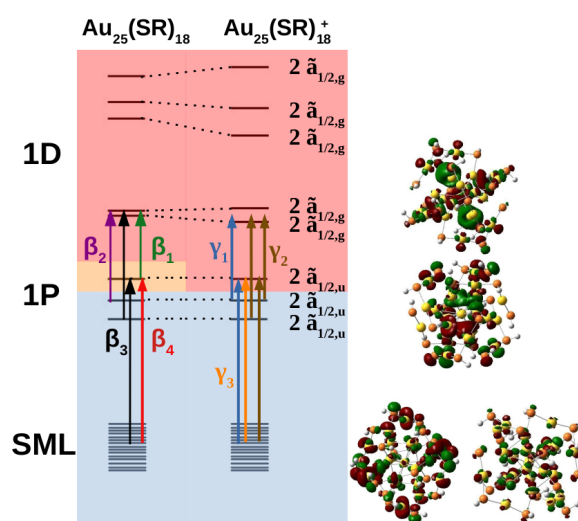 Au₂₅(SR)₁₈ Au₂₅(SR)₁₈⁺
2 ã₁/₂,g
2 ã₁/₂,g
2 ã₁/₂,g
1D
2 ã₁/₂,g
2 ã₁/₂,g
β₂ β₁ γ₁ γ₂
2 ã₁/₂,u
1P
2 ã₁/₂,u
2 ã₁/₂,u
β₃ β₄
γ₃
SML